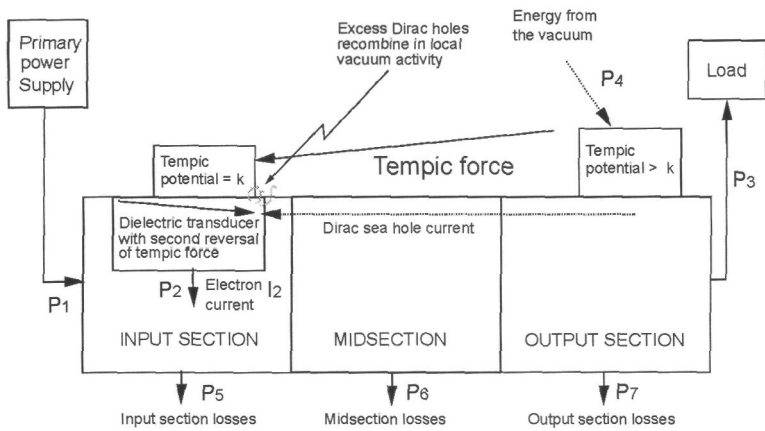 Primary
power
Supply
Excess Dirac holes
recombine in local
vacuum activity
Energy from
the vacuum
P4
Load
Tempic
potential = k
Tempic force
Tempic
potential > k
P3
Dielectric transducer
with second reversal
of tempic force
Dirac sea hole current
P1
P2
Electron I2
current
INPUT SECTION
MIDSECTION
OUTPUT SECTION
P5
P6
P7
Input section losses
Midsection losses
Output section losses